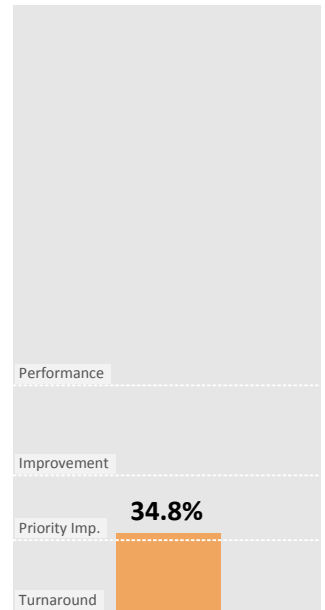 Performance
Improvement
34.8%
Priority Imp.
Turnaround